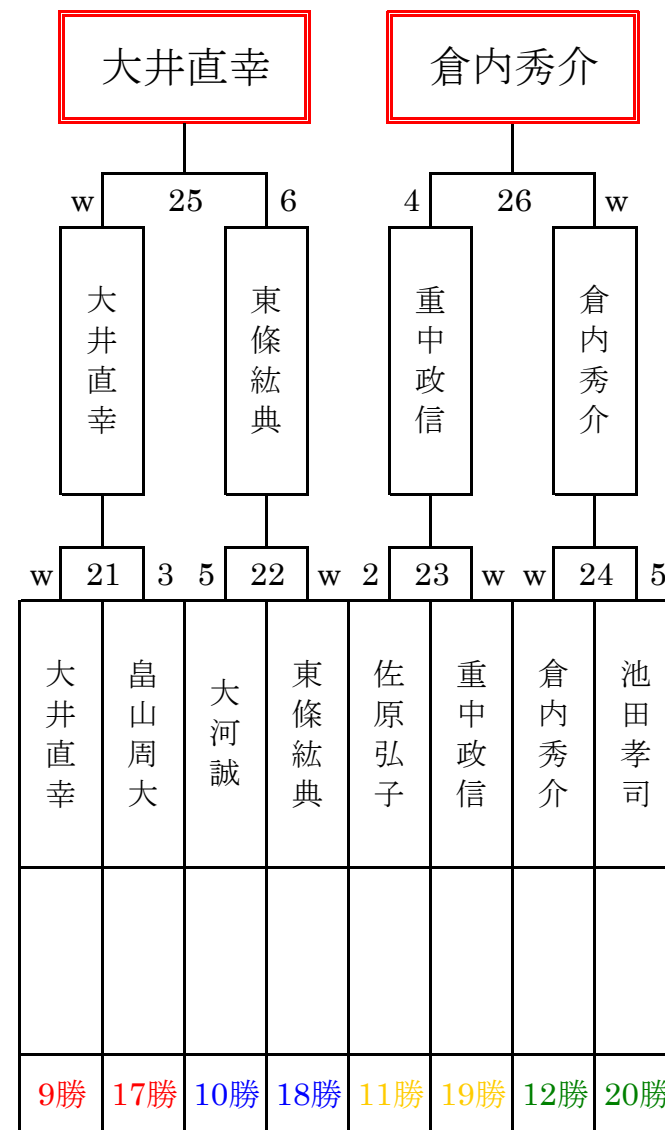 大井直幸
倉内秀介
w 25 6
4 26 w
大井直幸
東條紘典
重中政信
倉内秀介
w 21 3
5 22 w
2 23 w
w 24 5
大井直幸
畠山周大
大河誠
東條紘典
佐原弘子
重中政信
倉内秀介
池田孝司
9勝 17勝 10勝 18勝 11勝 19勝 12勝 20勝